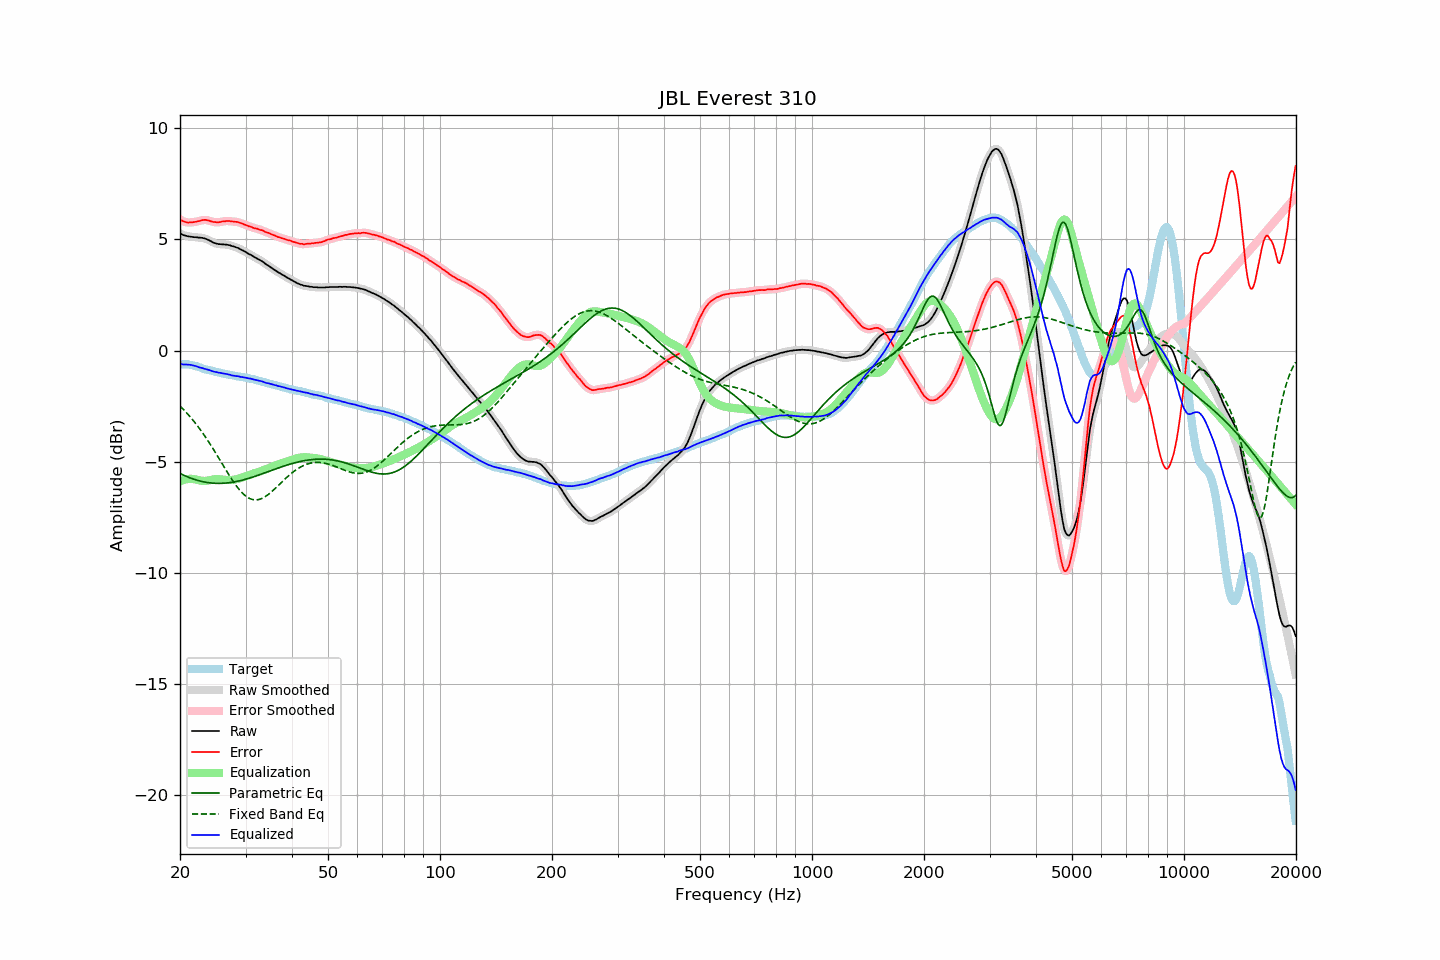 JBL Everest 310
Amplitude (dBr)
10
5
0
−5
−10
−15
−20
Target
Raw Smoothed
Error Smoothed
Raw
Error
Equalization
Parametric Eq
Fixed Band Eq
Equalized
20 50 100 200 500 1000 2000 5000 10000 20000
Frequency (Hz)